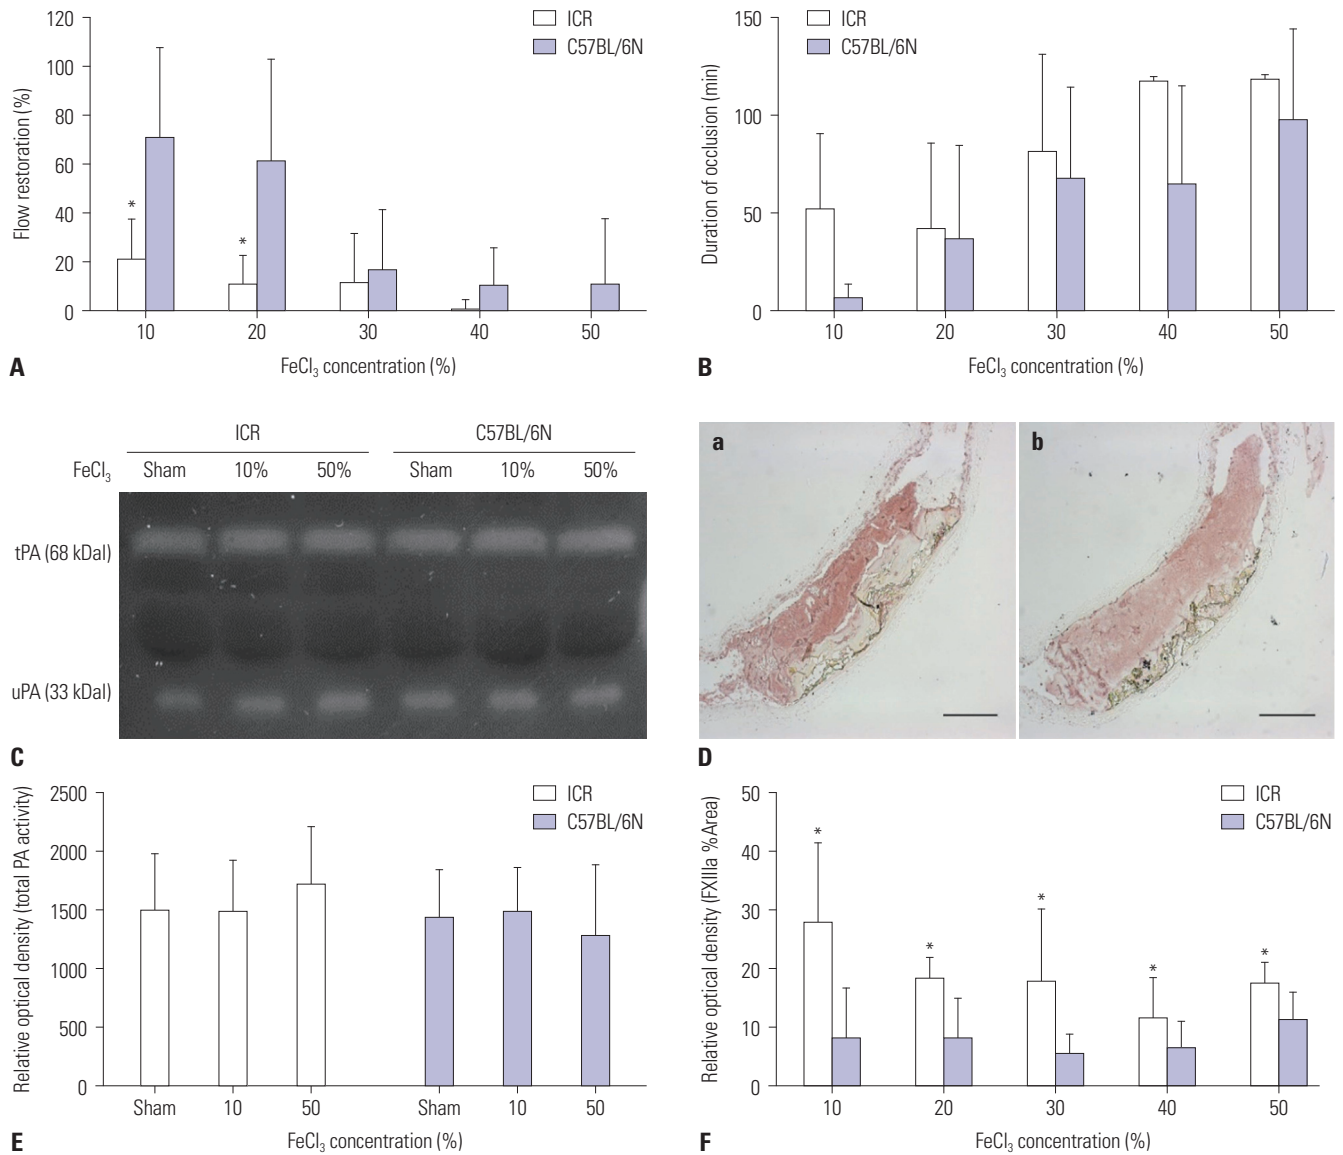 120
100
80
60
40
20
0
Flow restoration (%)
ICR
C57BL/6N
*
*
10 20 30 40 50
FeCl₃ concentration (%)
A
150
100
50
0
Duration of occlusion (min)
ICR
C57BL/6N
10 20 30 40 50
FeCl₃ concentration (%)
B
ICR C57BL/6N
FeCl₃ Sham 10% 50% Sham 10% 50%
tPA (68 kDal)
uPA (33 kDal)
C
a b
D
2500
2000
1500
1000
500
0
Relative optical density (total PA activity)
ICR
C57BL/6N
Sham 10 50 Sham 10 50
FeCl₃ concentration (%)
E
50
40
30
20
10
0
Relative optical density (FXIIIa %Area)
ICR
C57BL/6N
*
*
*
*
*
10 20 30 40 50
FeCl₃ concentration (%)
F